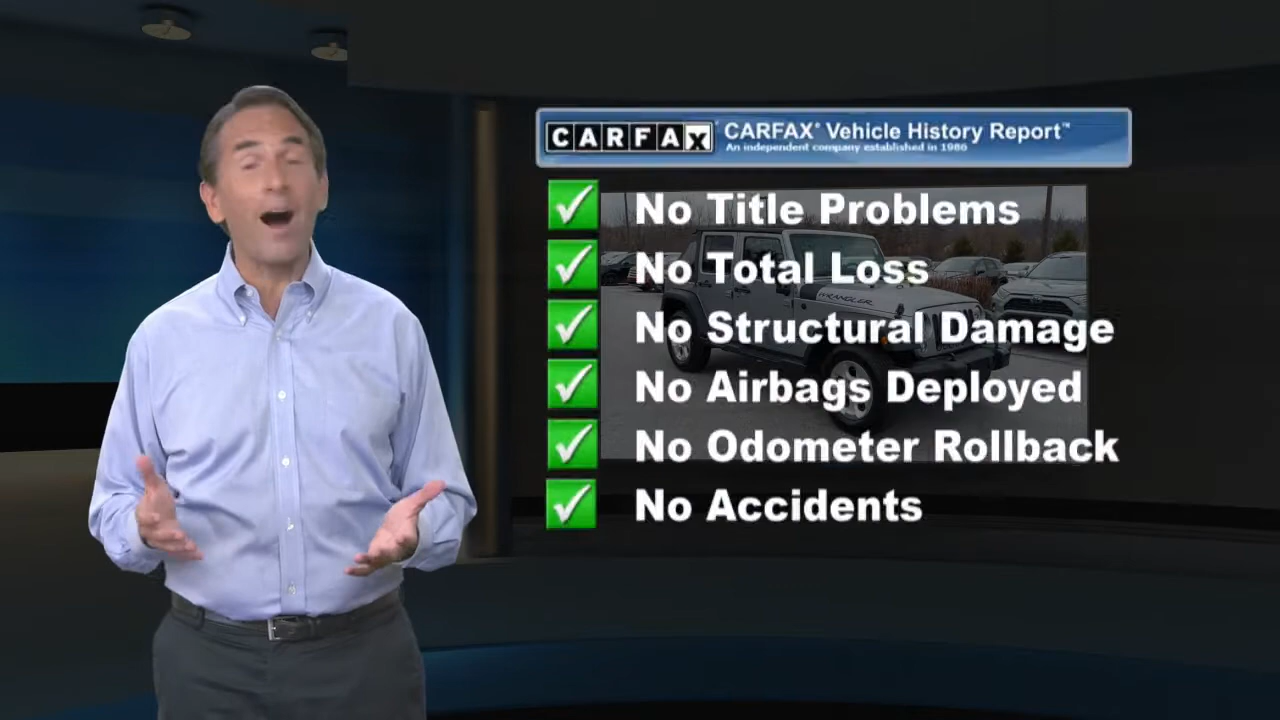 CARFAX
CARFAX® Vehicle History Report™
An independent company established in 1986
No Title Problems
No Total Loss
No Structural Damage
No Airbags Deployed
No Odometer Rollback
No Accidents
WRANGLER